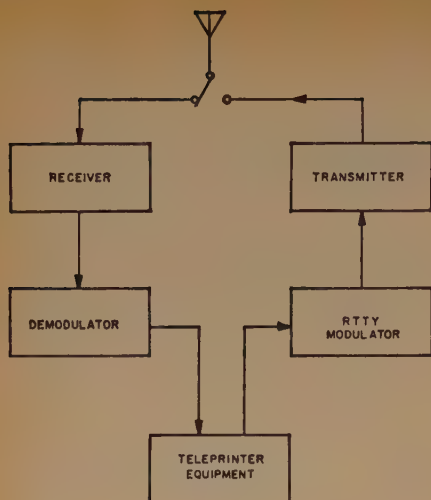 RECEIVER
TRANSMITTER
DEMODULATOR
RTTY
MODULATOR
TELEPRINTER
EQUIPMENT